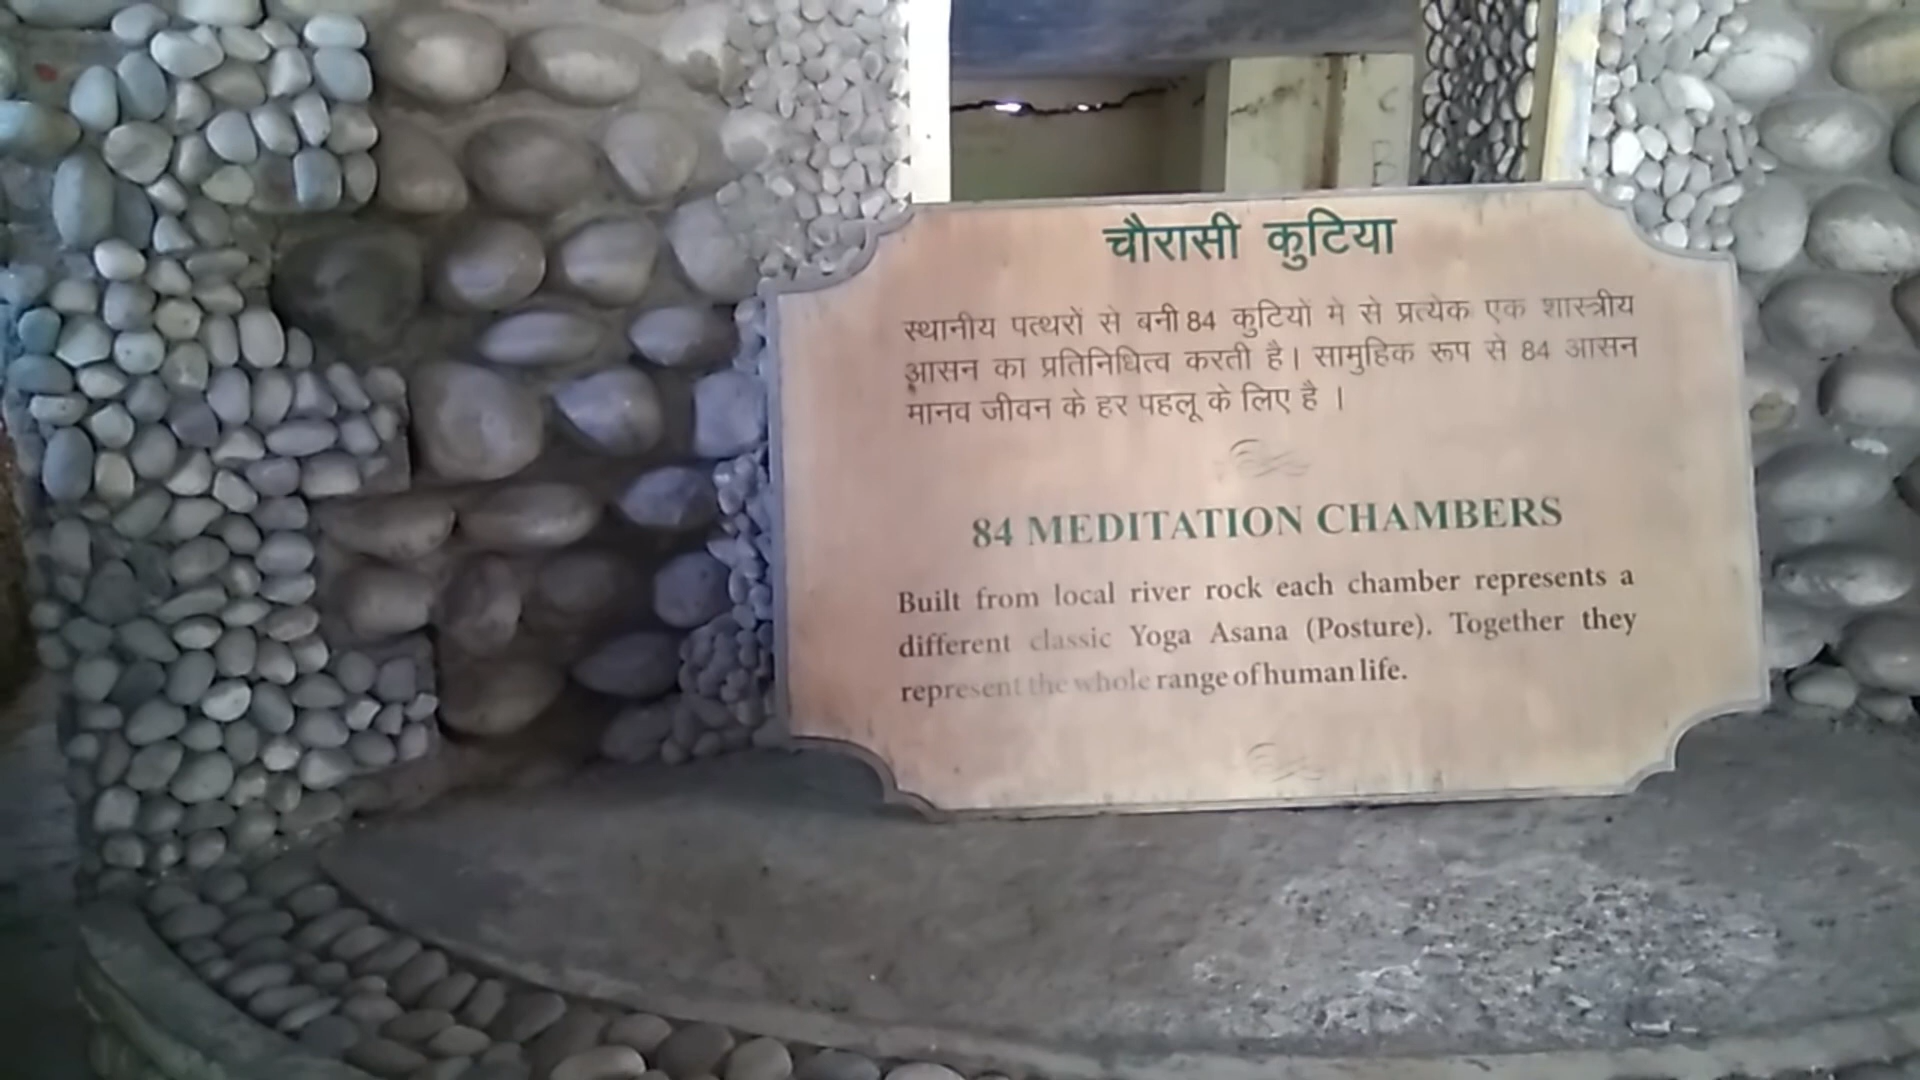 चौरासी कुटिया
स्थानीय पत्थरों से बनी 84 कुटियों मे से प्रत्येक एक शास्त्रीय
आसन का प्रतिनिधित्व करती है। सामुहिक रूप से 84 आसन
मानव जीवन के हर पहलू के लिए है ।
84 MEDITATION CHAMBERS
Built from local river rock each chamber represents a
different classic Yoga Asana (Posture). Together they
represent the whole range of human life.